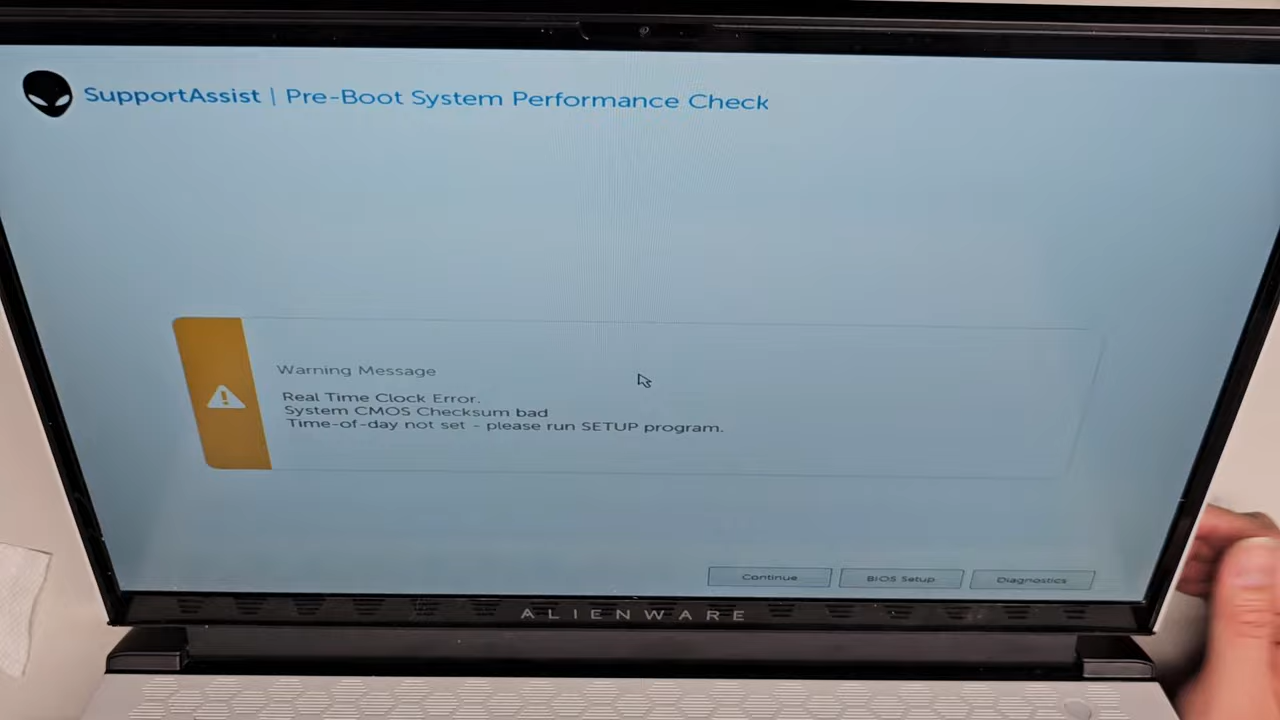 SupportAssist | Pre-Boot System Performance Check
Warning Message
Real Time Clock Error.
System CMOS Checksum bad
Time-of-day not set - please run SETUP program.
Continue
BIOS Setup
Diagnostics
ALIENWARE